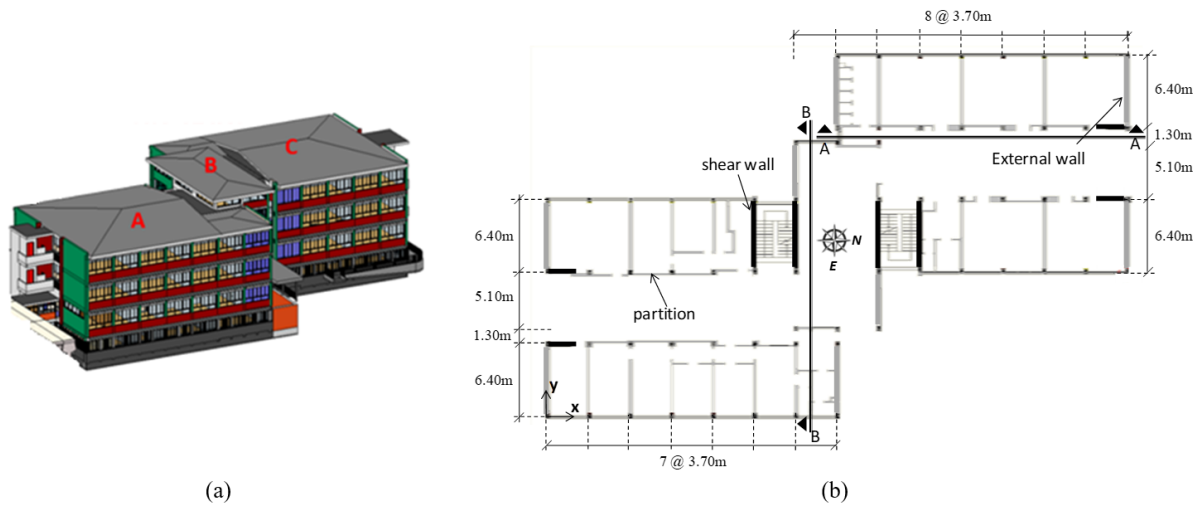 A
B
C
(a)
8 @ 3.70m
6.40m
1.30m
5.10m
6.40m
B
A
A
External wall
shear wall
N
E
partition
6.40m
5.10m
1.30m
6.40m
y
x
B
7 @ 3.70m
(b)